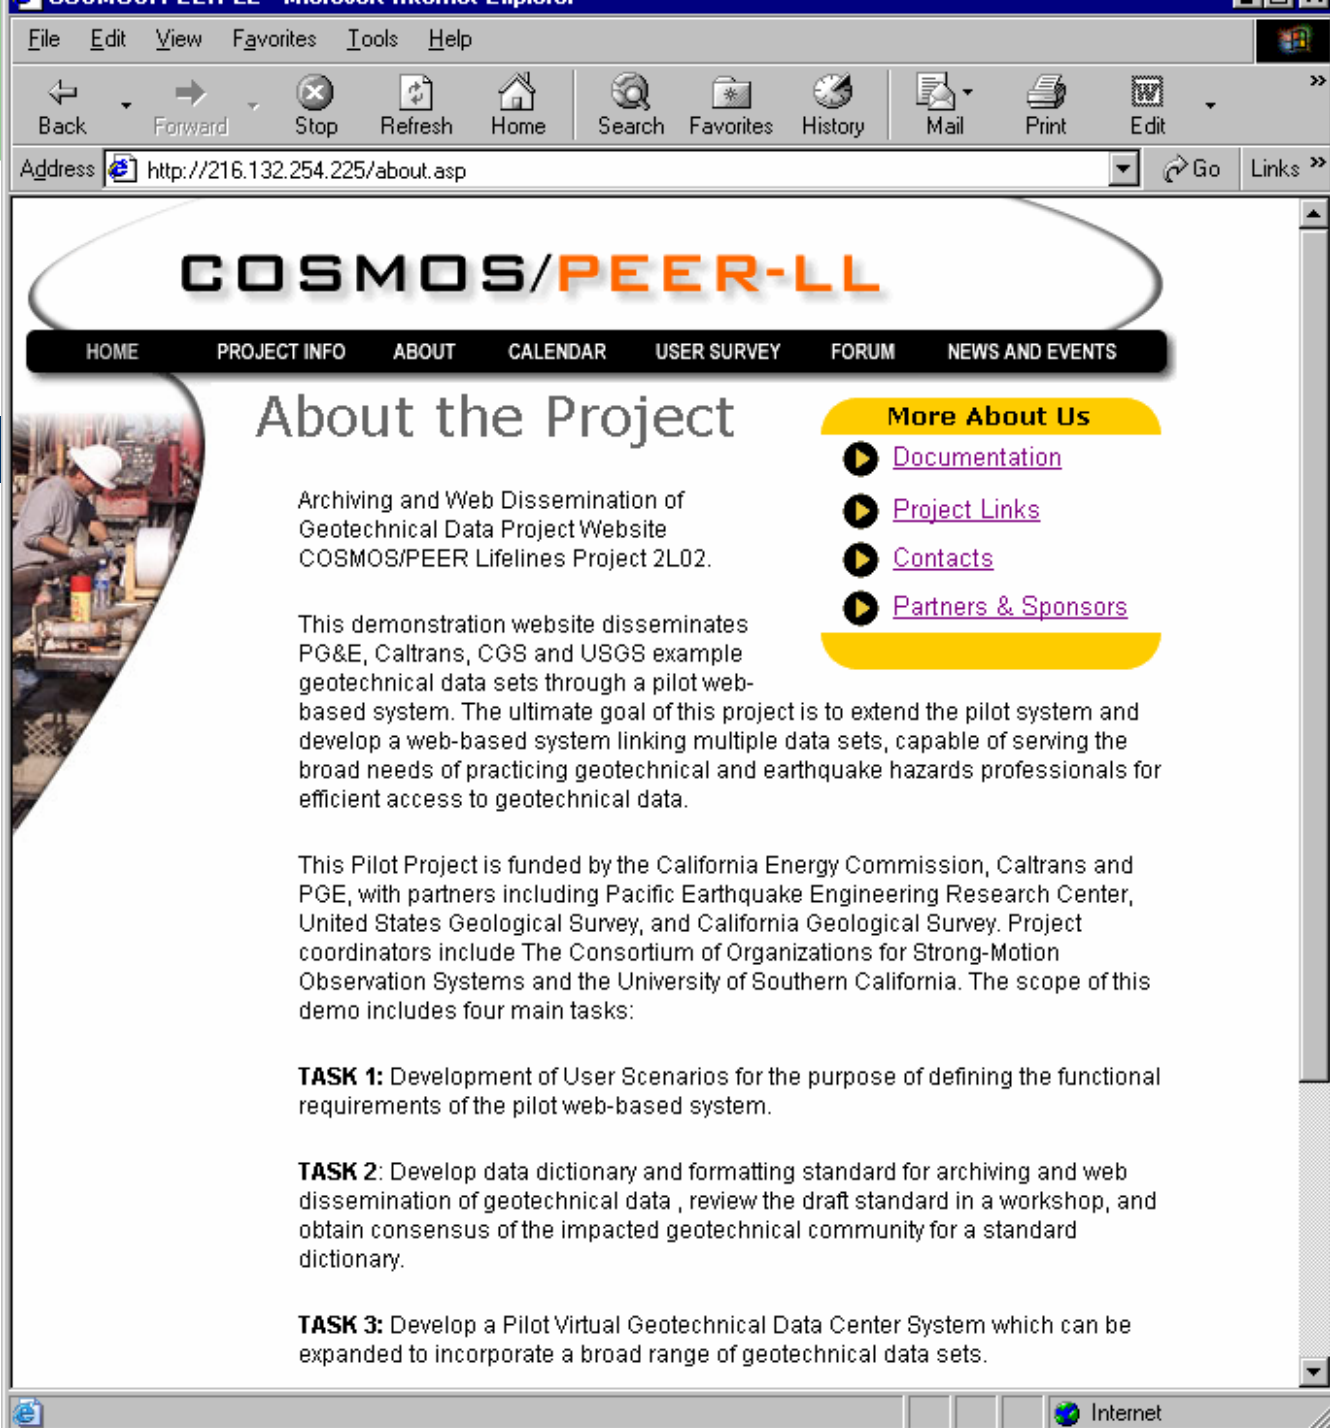 File Edit View Favorites Tools Help
Back Forward Stop Refresh Home Search Favorites History Mail Print Edit
Address http://216.132.254.225/about.asp Go Links
COSMOS/PEER-LL
HOME PROJECT INFO ABOUT CALENDAR USER SURVEY FORUM NEWS AND EVENTS
About the Project
More About Us
Documentation
Project Links
Contacts
Partners & Sponsors
Archiving and Web Dissemination of
Geotechnical Data Project Website
COSMOS/PEER Lifelines Project 2L02.
This demonstration website disseminates
PG&E, Caltrans, CGS and USGS example
geotechnical data sets through a pilot web-
based system. The ultimate goal of this project is to extend the pilot system and
develop a web-based system linking multiple data sets, capable of serving the
broad needs of practicing geotechnical and earthquake hazards professionals for
efficient access to geotechnical data.
This Pilot Project is funded by the California Energy Commission, Caltrans and
PGE, with partners including Pacific Earthquake Engineering Research Center,
United States Geological Survey, and California Geological Survey. Project
coordinators include The Consortium of Organizations for Strong-Motion
Observation Systems and the University of Southern California. The scope of this
demo includes four main tasks:
TASK 1: Development of User Scenarios for the purpose of defining the functional
requirements of the pilot web-based system.
TASK 2: Develop data dictionary and formatting standard for archiving and web
dissemination of geotechnical data , review the draft standard in a workshop, and
obtain consensus of the impacted geotechnical community for a standard
dictionary.
TASK 3: Develop a Pilot Virtual Geotechnical Data Center System which can be
expanded to incorporate a broad range of geotechnical data sets.
Internet